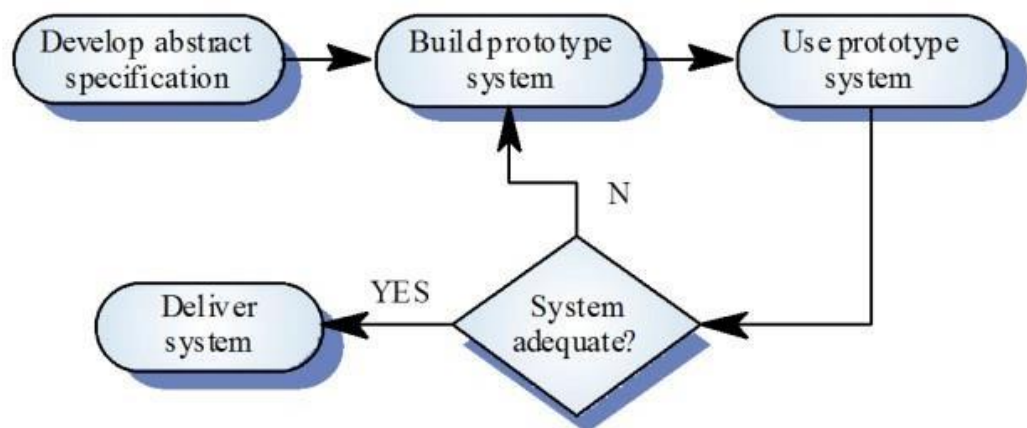 Develop abstract
specification
Build prototype
system
Use prototype
system
N
YES
Deliver
system
System
adequate?